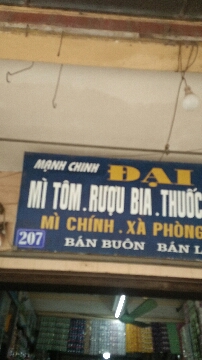 MẠNH CHINH ĐẠI
MÌ TÔM. RƯỢU BIA. THUỐC
MÌ CHÍNH. XÀ PHÒNG
207 BÁN BUÔN BÁN L